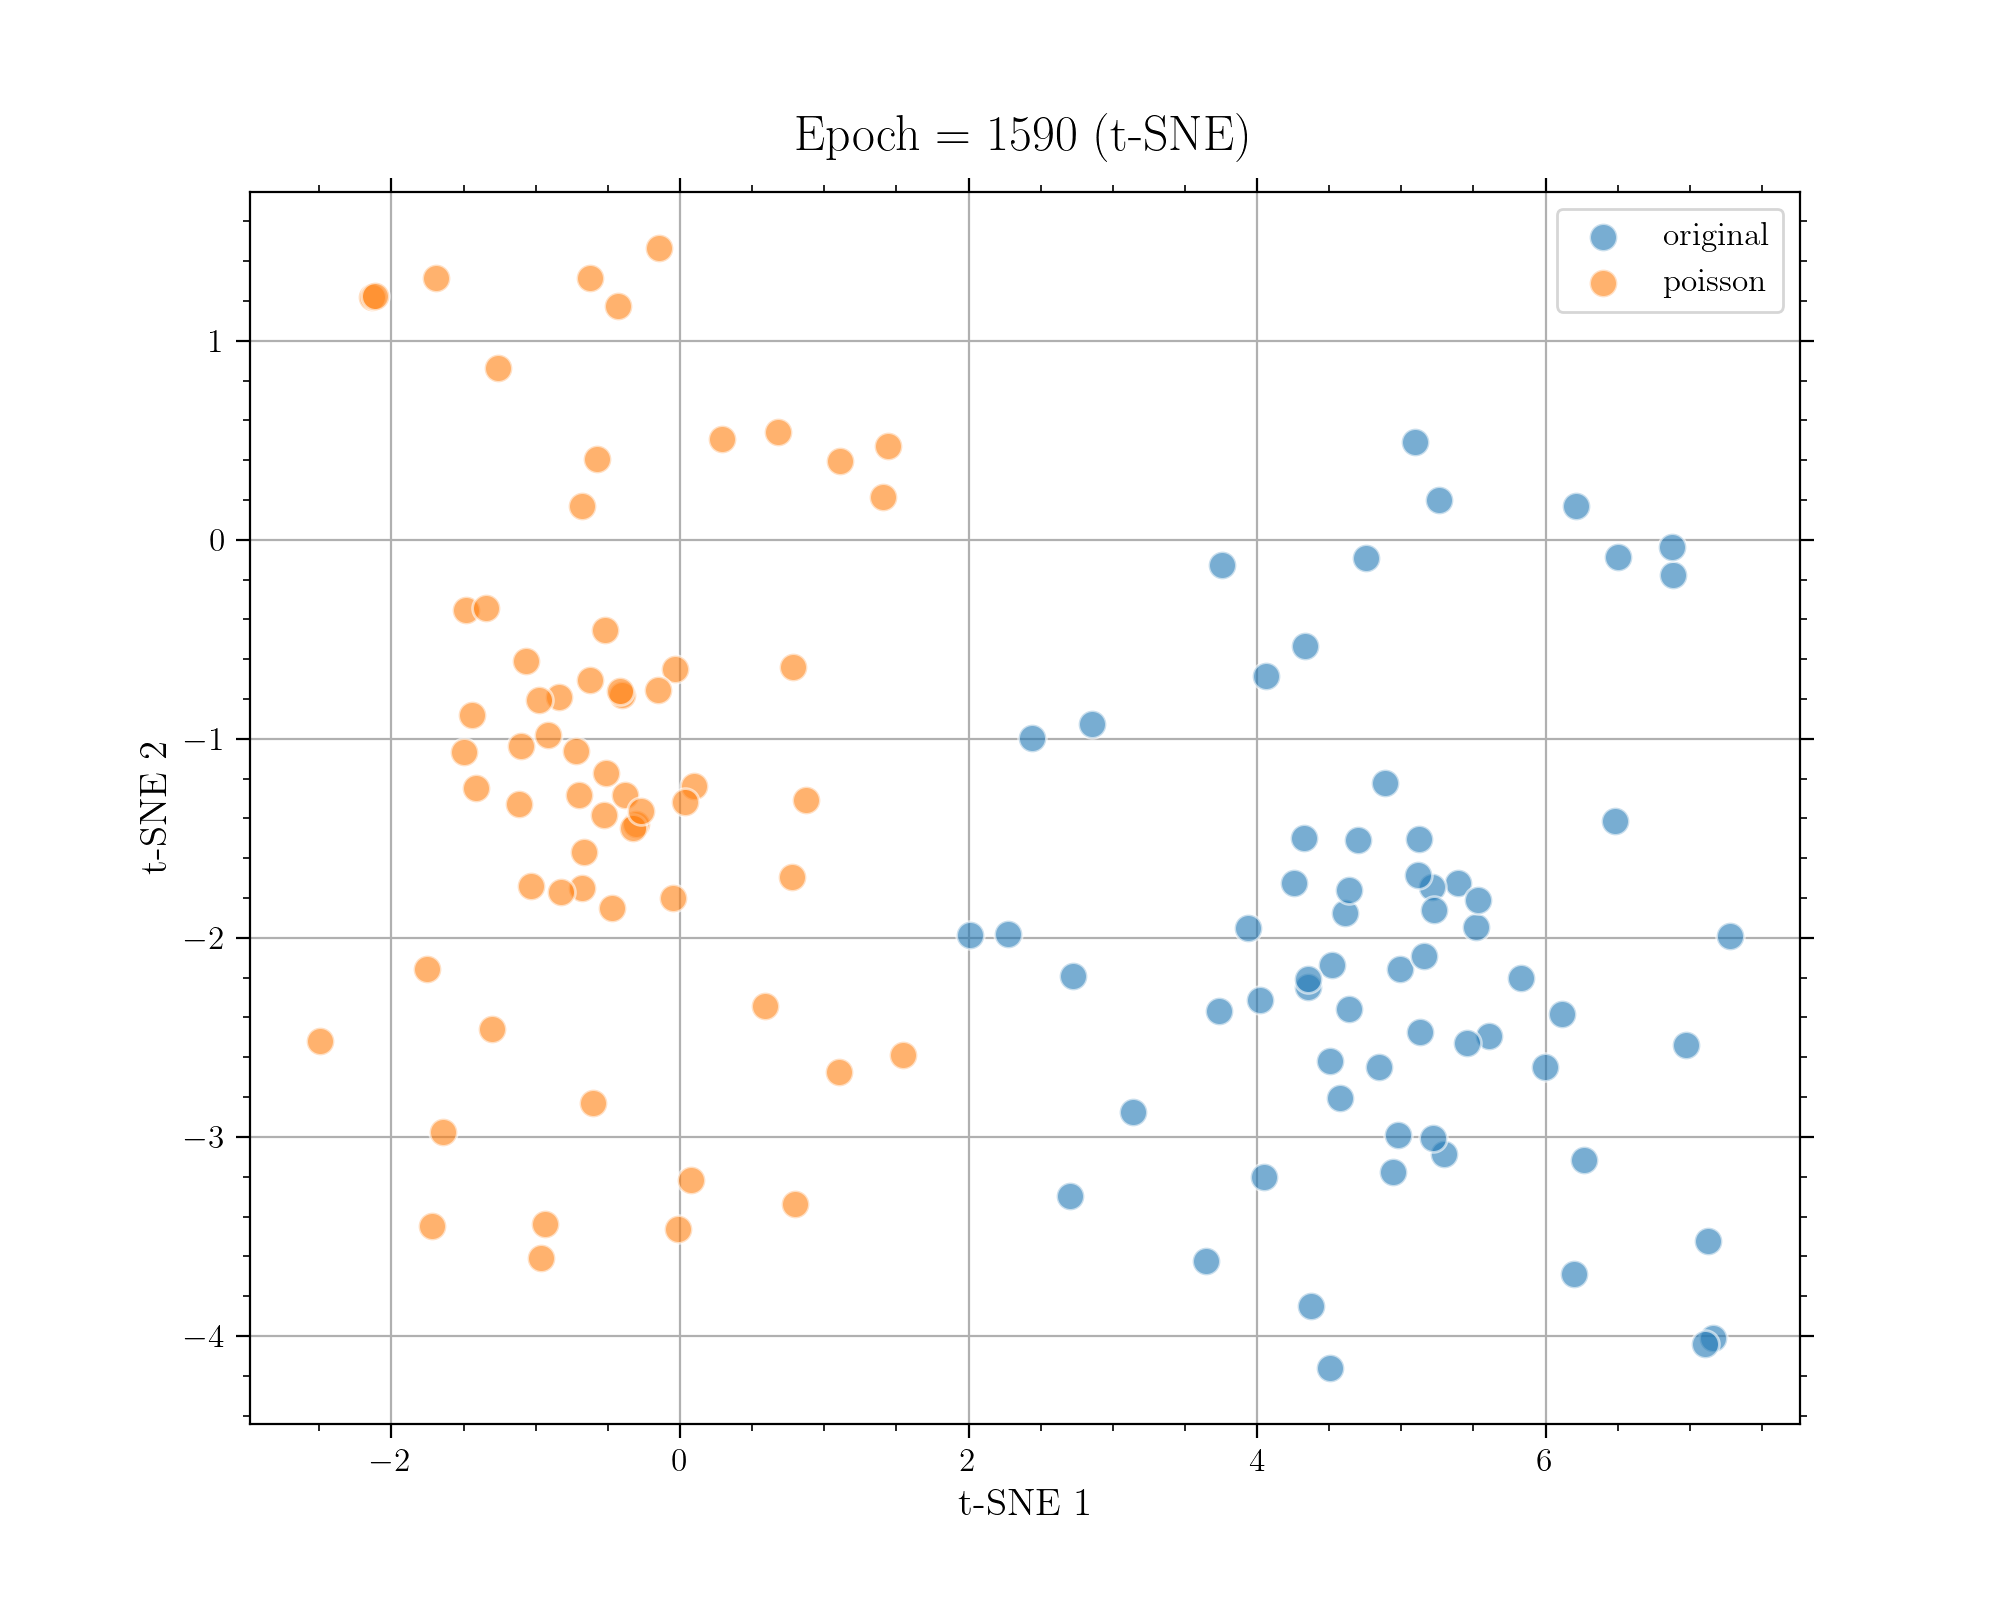 Epoch = 1590 (t-SNE)
original
poisson
1
0
−1
−2
−3
−4
t-SNE 2
−2 0 2 4 6
t-SNE 1